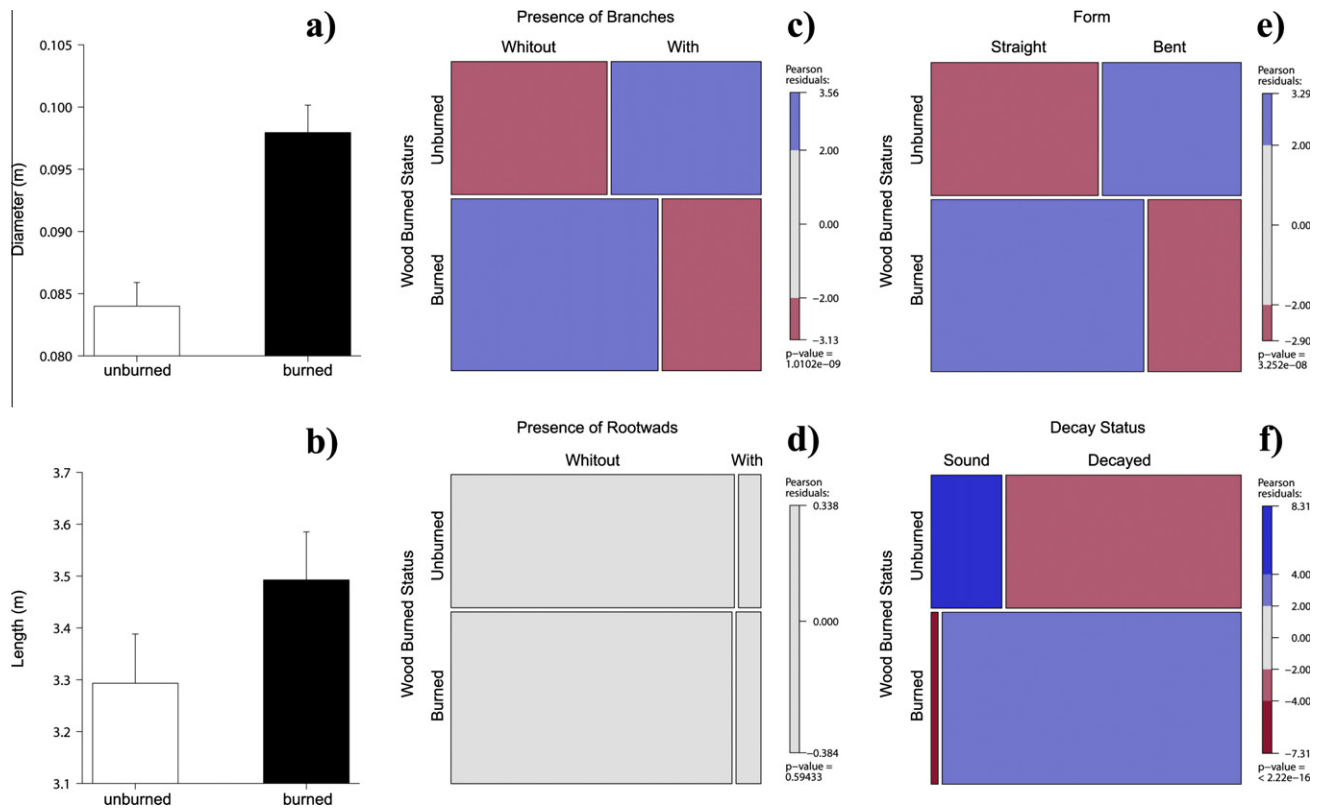 a)
0.105
0.100
0.095
0.090
0.085
0.080
Diameter (m)
unburned
burned
b)
3.7
3.6
3.5
3.4
3.3
3.2
3.1
Length (m)
unburned
burned
Presence of Branches
c)
Whitout
With
Wood Burned Staturs
Unburned
Burned
Pearson
residuals:
3.56
2.00
0.00
−2.00
−3.13
p−value =
1.0102e−09
Presence of Rootwads
d)
Whitout
With
Wood Burned Status
Unburned
Burned
Pearson
residuals:
0.338
0.000
−0.384
p−value =
0.59433
Form
e)
Straight
Bent
Wood Burned Staturs
Unburned
Burned
Pearson
residuals:
3.29
2.00
0.00
−2.00
−2.90
p−value =
3.252e−08
Decay Status
f)
Sound
Decayed
Wood Burned Status
Unburned
Burned
Pearson
residuals:
8.31
4.00
2.00
0.00
−2.00
−4.00
−7.31
p−value =
< 2.22e−16